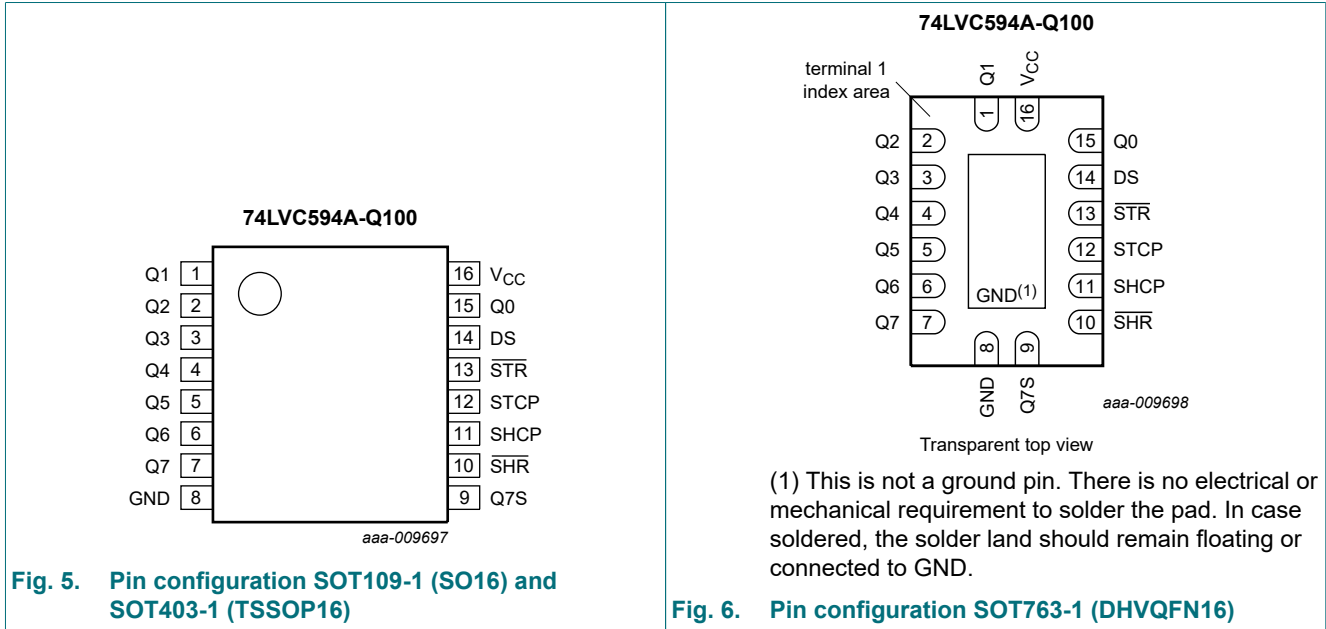 74LVC594A-Q100
Q1 1 16 VCC
Q2 2 15 Q0
Q3 3 14 DS
Q4 4 13 STR
Q5 5 12 STCP
Q6 6 11 SHCP
Q7 7 10 SHR
GND 8 9 Q7S
aaa-009697
Fig. 5. Pin configuration SOT109-1 (SO16) and
SOT403-1 (TSSOP16)
74LVC594A-Q100
terminal 1
index area
Q1 VCC
1 16
Q2 2 15 Q0
Q3 3 14 DS
Q4 4 13 STR
Q5 5 12 STCP
Q6 6 11 SHCP
GND(1)
Q7 7 10 SHR
8 9
GND Q7S
aaa-009698
Transparent top view
(1) This is not a ground pin. There is no electrical or
mechanical requirement to solder the pad. In case
soldered, the solder land should remain floating or
connected to GND.
Fig. 6. Pin configuration SOT763-1 (DHVQFN16)